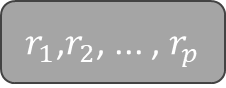 r₁,r₂, … , rₚ